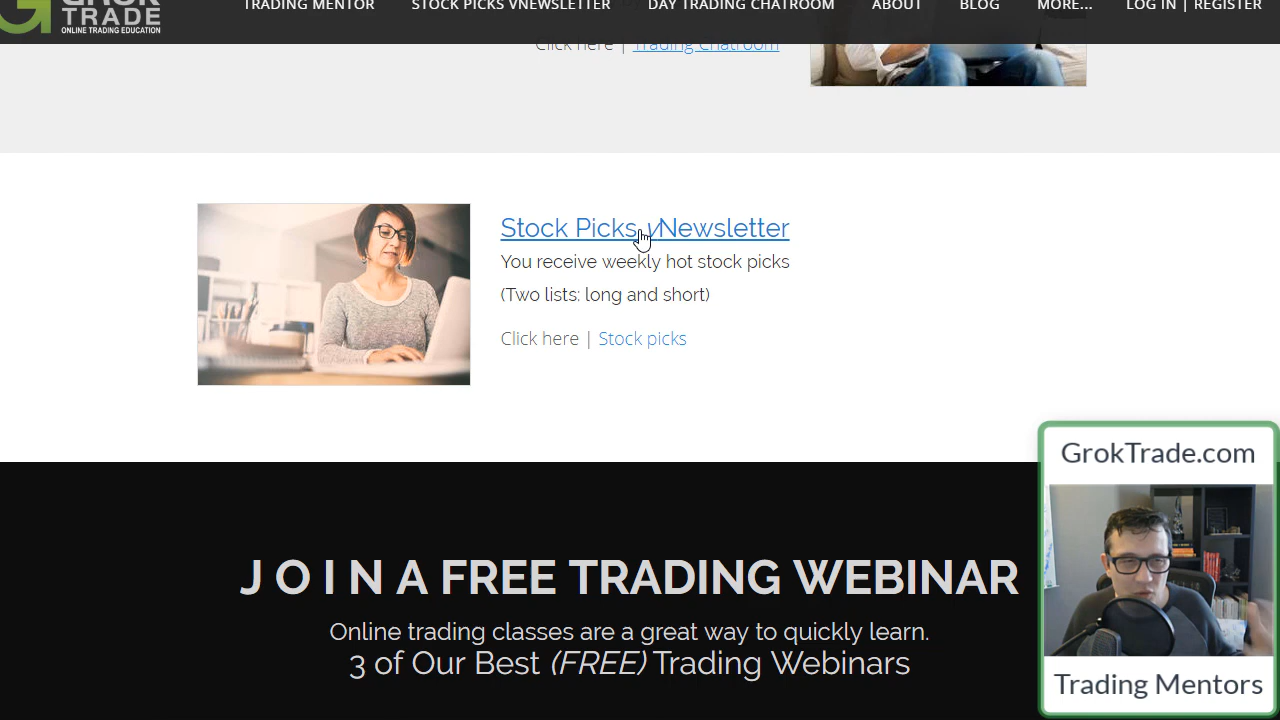 GROK
TRADE
ONLINE TRADING EDUCATION
TRADING MENTOR
STOCK PICKS VNEWSLETTER
DAY TRADING CHATROOM
ABOUT
BLOG
MORE...
LOG IN | REGISTER
Click here | Trading Chatroom
Stock Picks vNewsletter
You receive weekly hot stock picks
(Two lists: long and short)
Click here | Stock picks
J O I N A FREE TRADING WEBINAR
Online trading classes are a great way to quickly learn.
3 of Our Best (FREE) Trading Webinars
GrokTrade.com
Trading Mentors